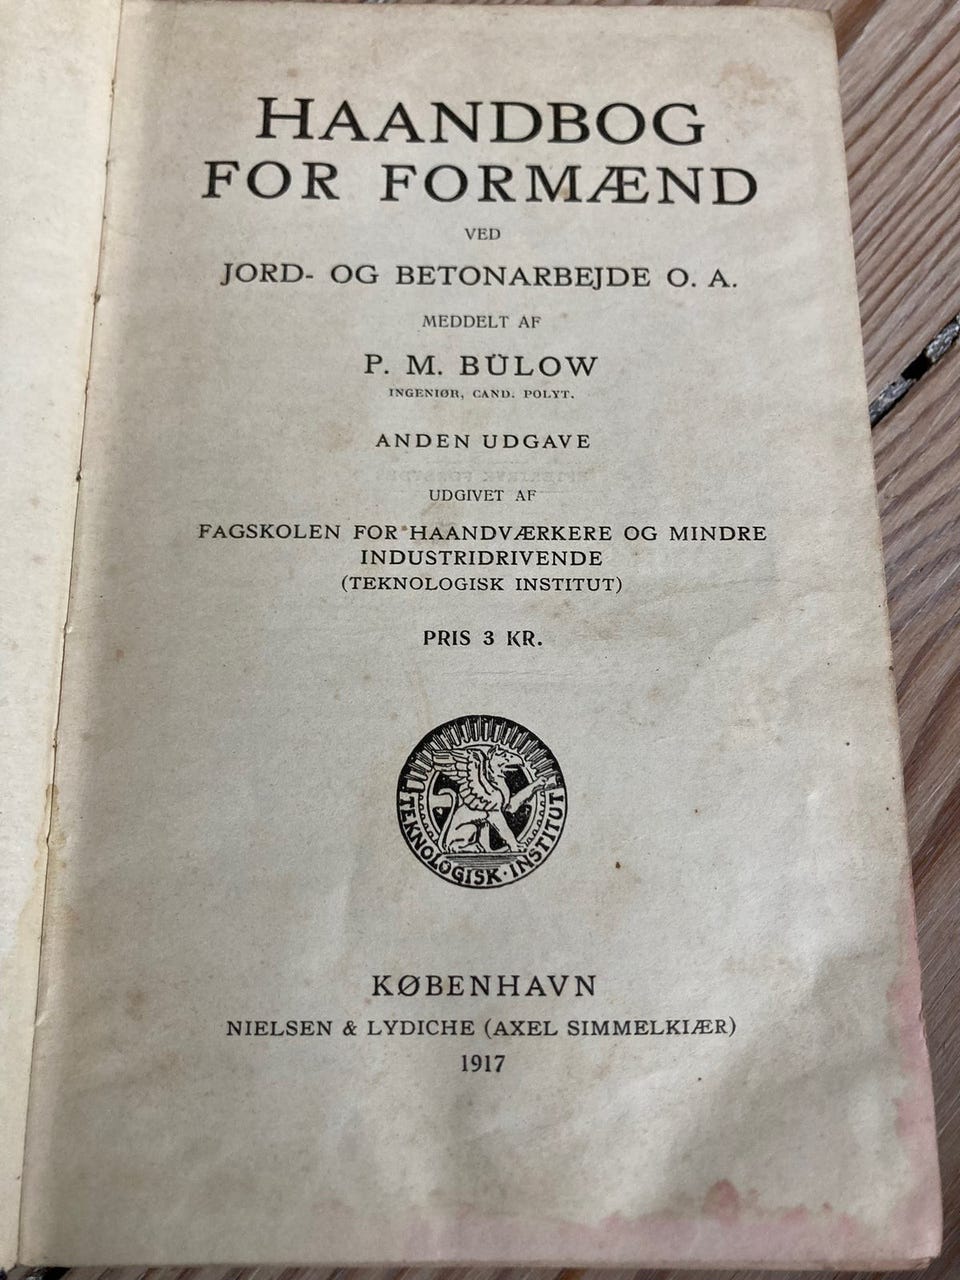 HAANDBOG
FOR FORMÆND
VED
JORD- OG BETONARBEJDE O. A.
MEDDELT AF
P. M. BÜLOW
INGENIØR, CAND. POLYT.
ANDEN UDGAVE
UDGIVET AF
FAGSKOLEN FOR HAANDVÆRKERE OG MINDRE
INDUSTRIDRIVENDE
(TEKNOLOGISK INSTITUT)
PRIS 3 KR.
TEKNOLOGISK · INSTITUT
KØBENHAVN
NIELSEN & LYDICHE (AXEL SIMMELKIÆR)
1917